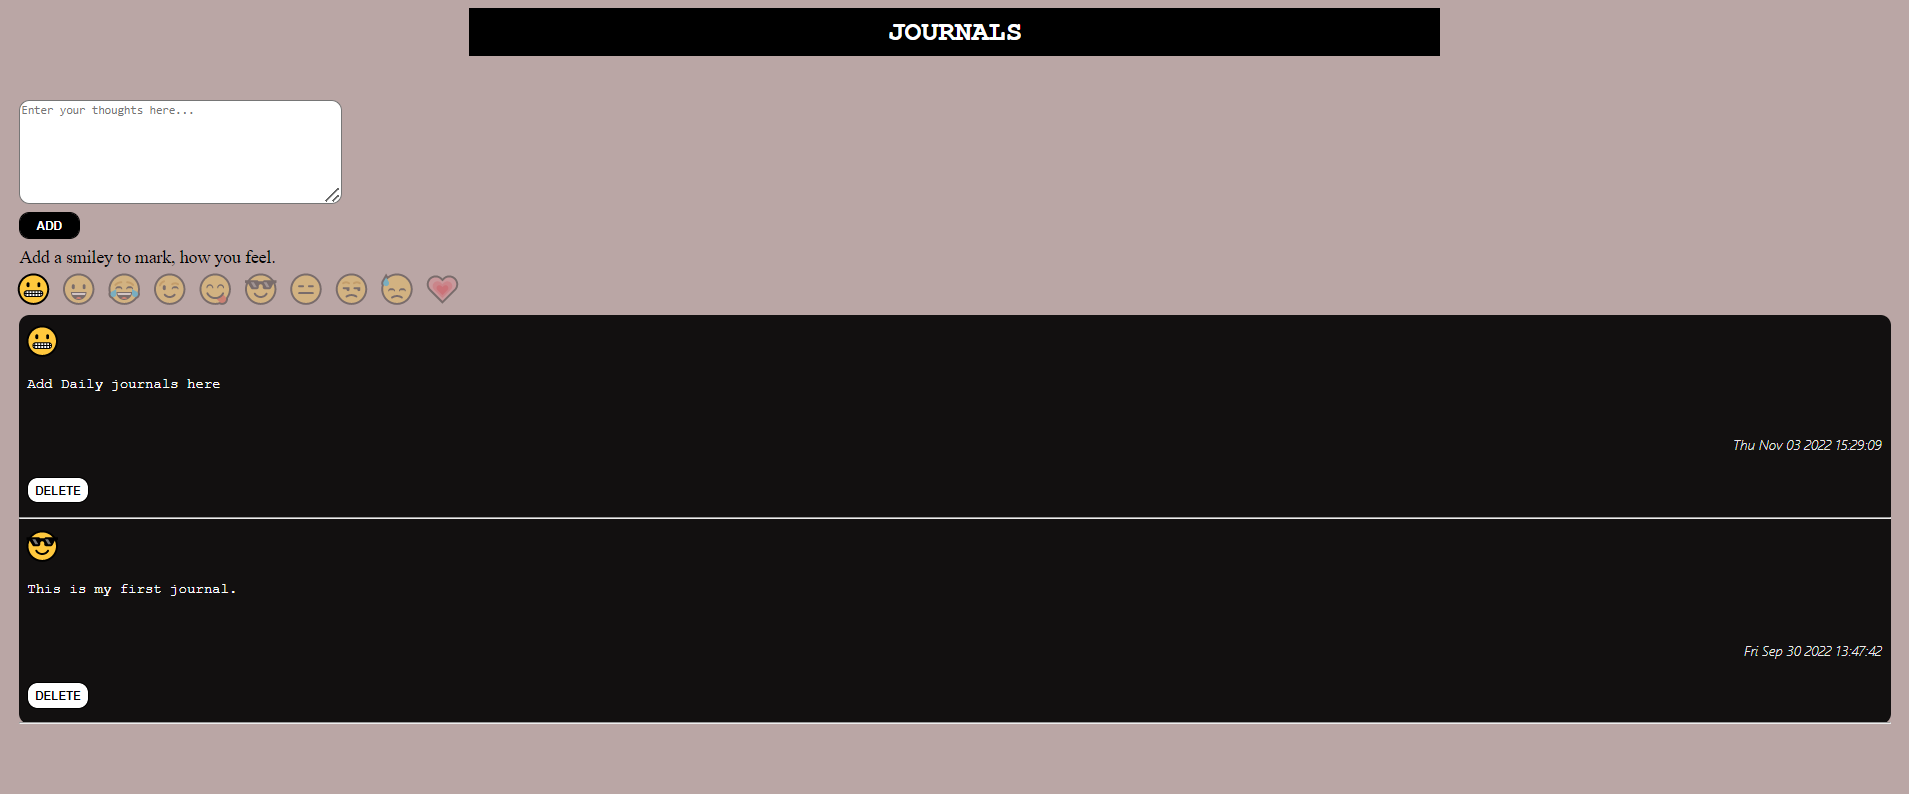 JOURNALS
Enter your thoughts here...
ADD
Add a smiley to mark, how you feel.
Add Daily journals here
Thu Nov 03 2022 15:29:09
DELETE
This is my first journal.
Fri Sep 30 2022 13:47:42
DELETE